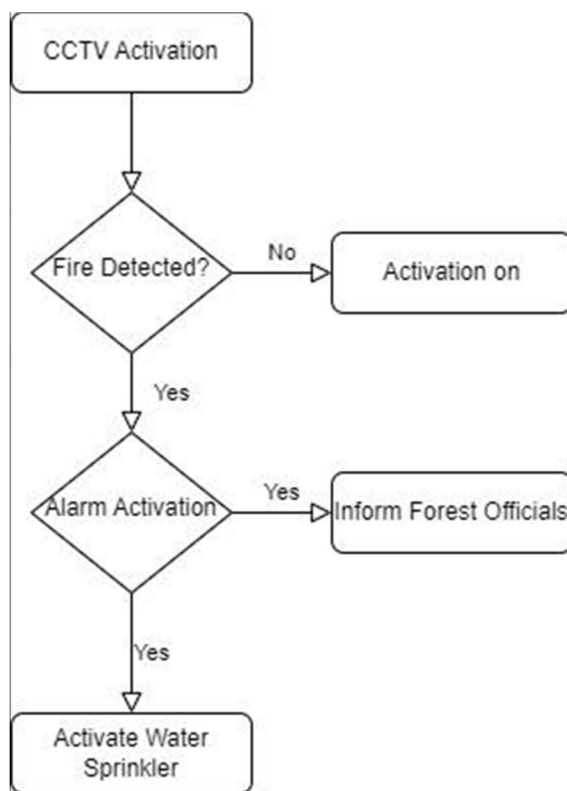 CCTV Activation
Fire Detected?
No
Activation on
Yes
Alarm Activation
Yes
Inform Forest Officials
Yes
Activate Water
Sprinkler